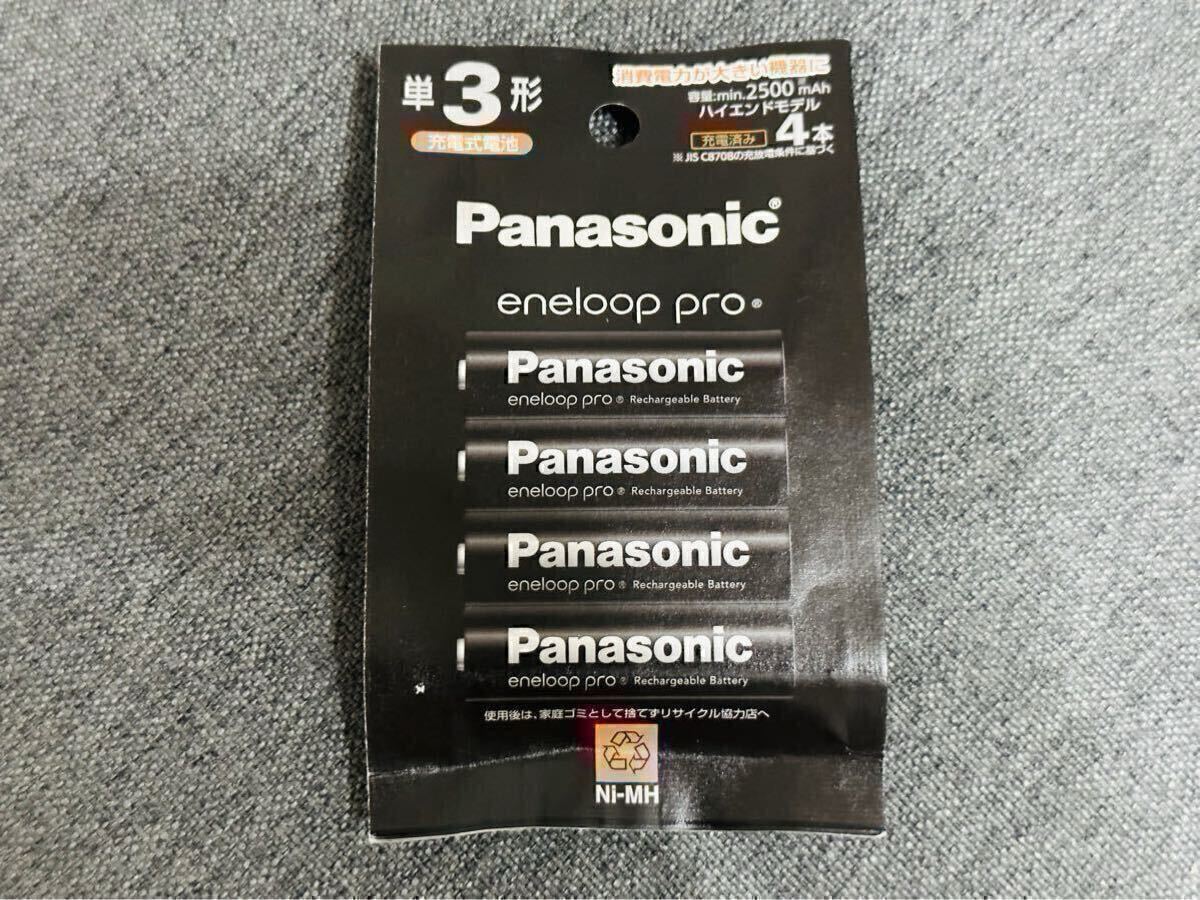 単3形
充電式電池
消費電力が大きい機器に
容量:min.2500mAh
ハイエンドモデル
充電済み 4本
※JIS C8708の充放電条件に基づく
Panasonic®
eneloop pro®
Panasonic
eneloop pro® Rechargeable Battery
Panasonic
eneloop pro® Rechargeable Battery
Panasonic
eneloop pro® Rechargeable Battery
Panasonic
eneloop pro® Rechargeable Battery
使用後は、家庭ゴミとして捨てずリサイクル協力店へ
Ni-MH